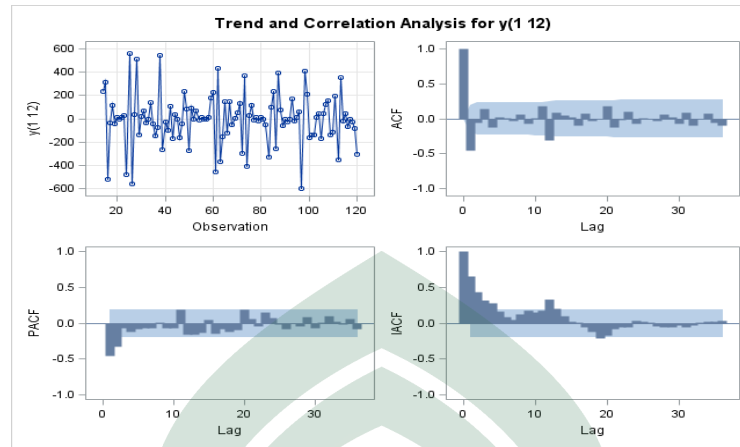 Trend and Correlation Analysis for y(1 12)
y(1 12)
600
400
200
0
-200
-400
-600
20 40 60 80 100 120
Observation
ACF
1.0
0.5
0.0
-0.5
-1.0
0 10 20 30
Lag
PACF
1.0
0.5
0.0
-0.5
-1.0
0 10 20 30
Lag
IACF
1.0
0.5
0.0
-0.5
-1.0
0 10 20 30
Lag